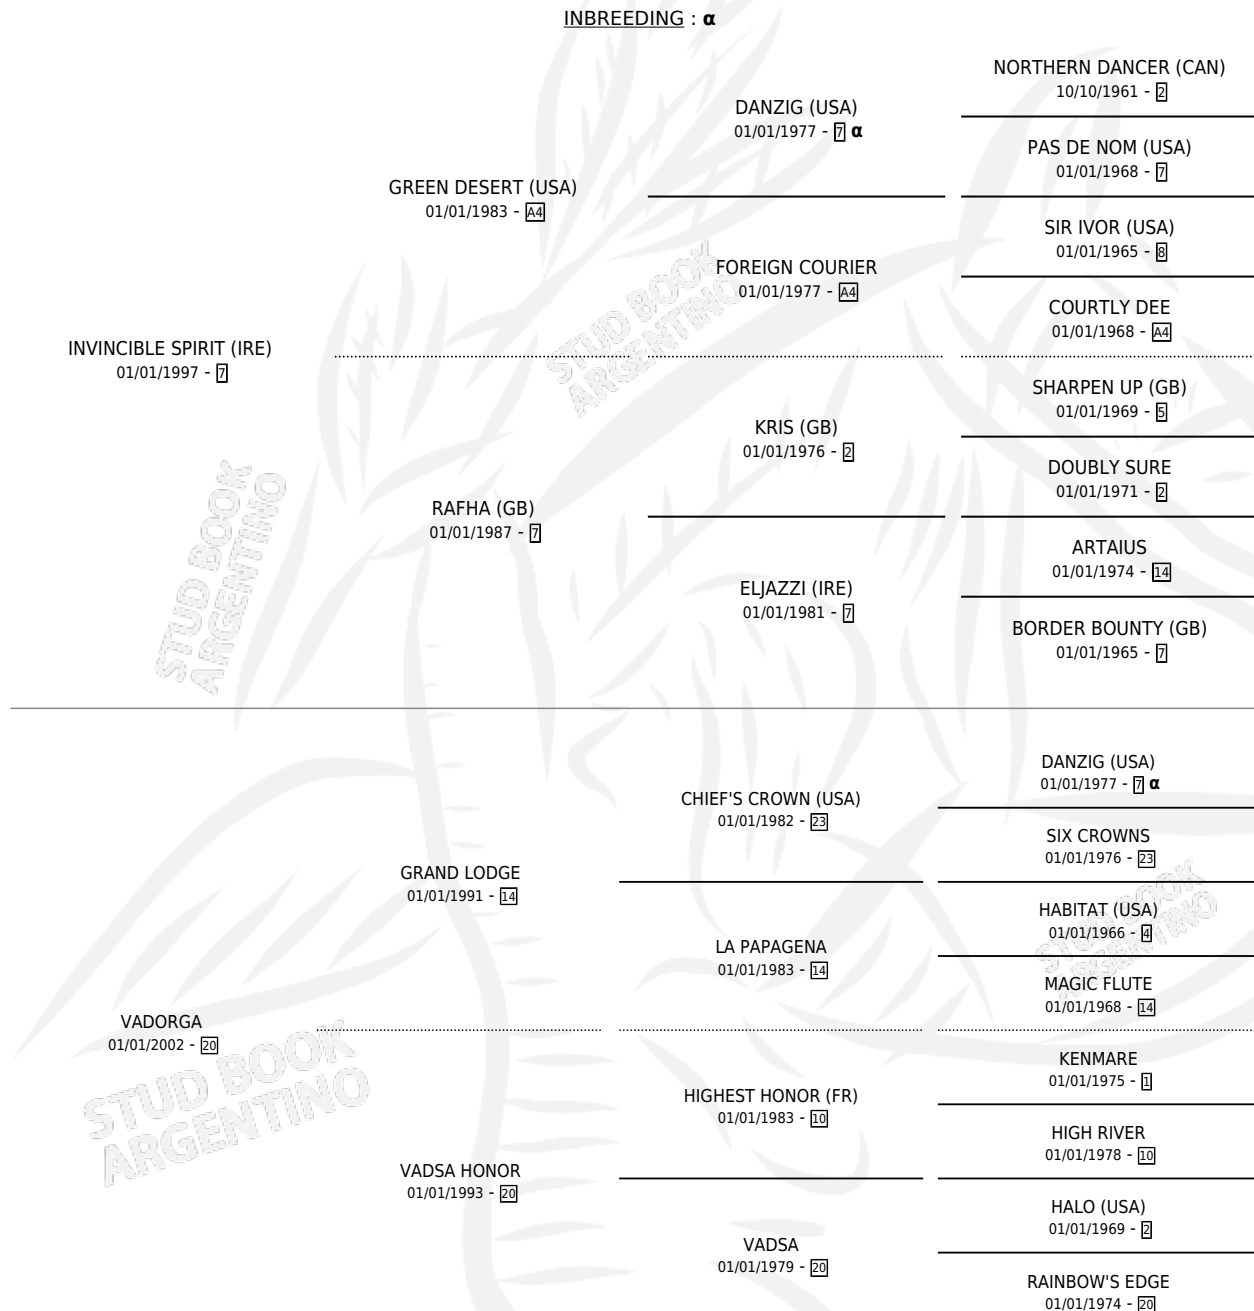 INBREEDING : α
NORTHERN DANCER (CAN)
10/10/1961 - 2
DANZIG (USA)
01/01/1977 - 7 α
PAS DE NOM (USA)
01/01/1968 - 7
GREEN DESERT (USA)
01/01/1983 - A4
SIR IVOR (USA)
01/01/1965 - 8
FOREIGN COURIER
01/01/1977 - A4
COURTLY DEE
01/01/1968 - A4
INVINCIBLE SPIRIT (IRE)
01/01/1997 - 7
SHARPEN UP (GB)
01/01/1969 - 5
KRIS (GB)
01/01/1976 - 2
DOUBLY SURE
01/01/1971 - 2
RAFHA (GB)
01/01/1987 - 7
ARTAIUS
01/01/1974 - 14
ELJAZZI (IRE)
01/01/1981 - 7
BORDER BOUNTY (GB)
01/01/1965 - 7
DANZIG (USA)
01/01/1977 - 7 α
CHIEF'S CROWN (USA)
01/01/1982 - 23
SIX CROWNS
01/01/1976 - 23
GRAND LODGE
01/01/1991 - 14
HABITAT (USA)
01/01/1966 - 4
LA PAPAGENA
01/01/1983 - 14
MAGIC FLUTE
01/01/1968 - 14
VADORGA
01/01/2002 - 20
KENMARE
01/01/1975 - 1
HIGHEST HONOR (FR)
01/01/1983 - 10
HIGH RIVER
01/01/1978 - 10
VADSA HONOR
01/01/1993 - 20
HALO (USA)
01/01/1969 - 2
VADSA
01/01/1979 - 20
RAINBOW'S EDGE
01/01/1974 - 20
STUD BOOK
ARGENTINO
STUD BOOK
ARGENTINO
STUD BOOK
ARGENTINO
STUD BOOK
ARGENTINO